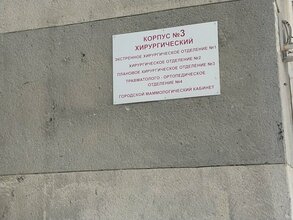 КОРПУС №3
ХИРУРГИЧЕСКИЙ
ЭКСТРЕННОЕ ХИРУРГИЧЕСКОЕ ОТДЕЛЕНИЕ №1
ХИРУРГИЧЕСКОЕ ОТДЕЛЕНИЕ №2
ПЛАНОВОЕ ХИРУРГИЧЕСКОЕ ОТДЕЛЕНИЕ №3
ТРАВМАТОЛОГО - ОРТОПЕДИЧЕСКОЕ
ОТДЕЛЕНИЕ №4
ГОРОДСКОЙ МАММОЛОГИЧЕСКИЙ КАБИНЕТ